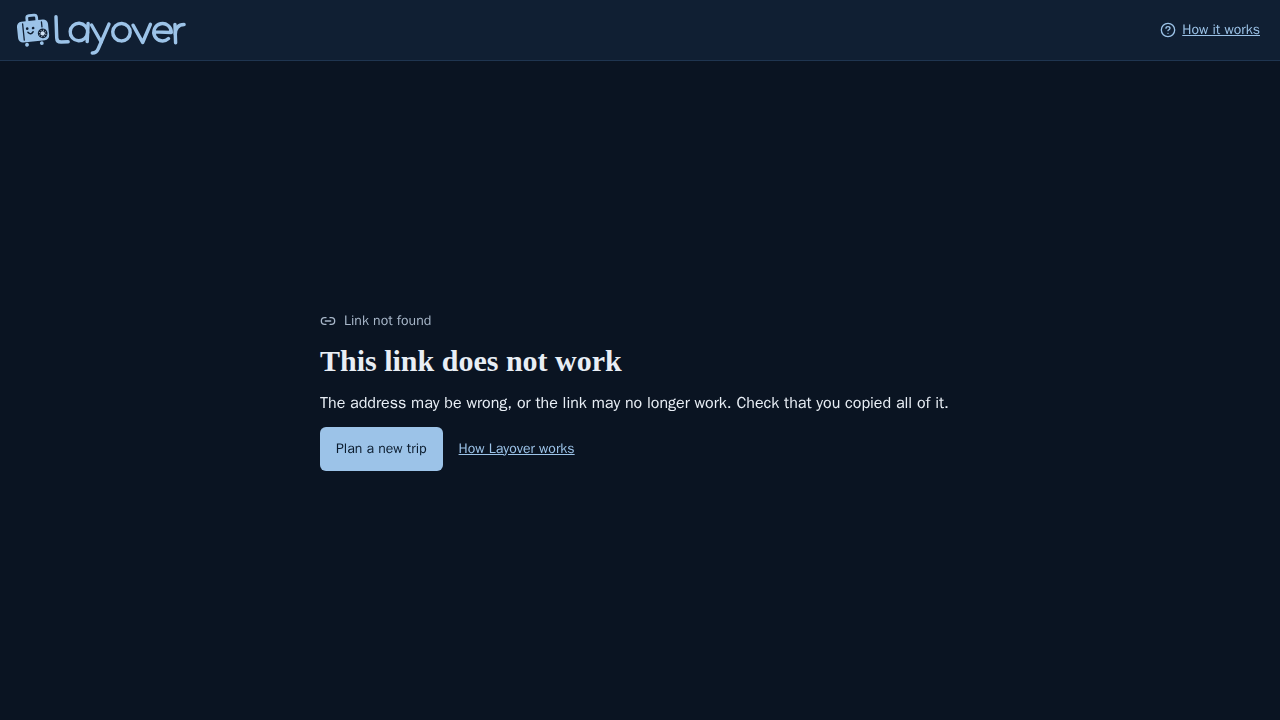 Layover
How it works
Link not found
This link does not work
The address may be wrong, or the link may no longer work. Check that you copied all of it.
Plan a new trip
How Layover works